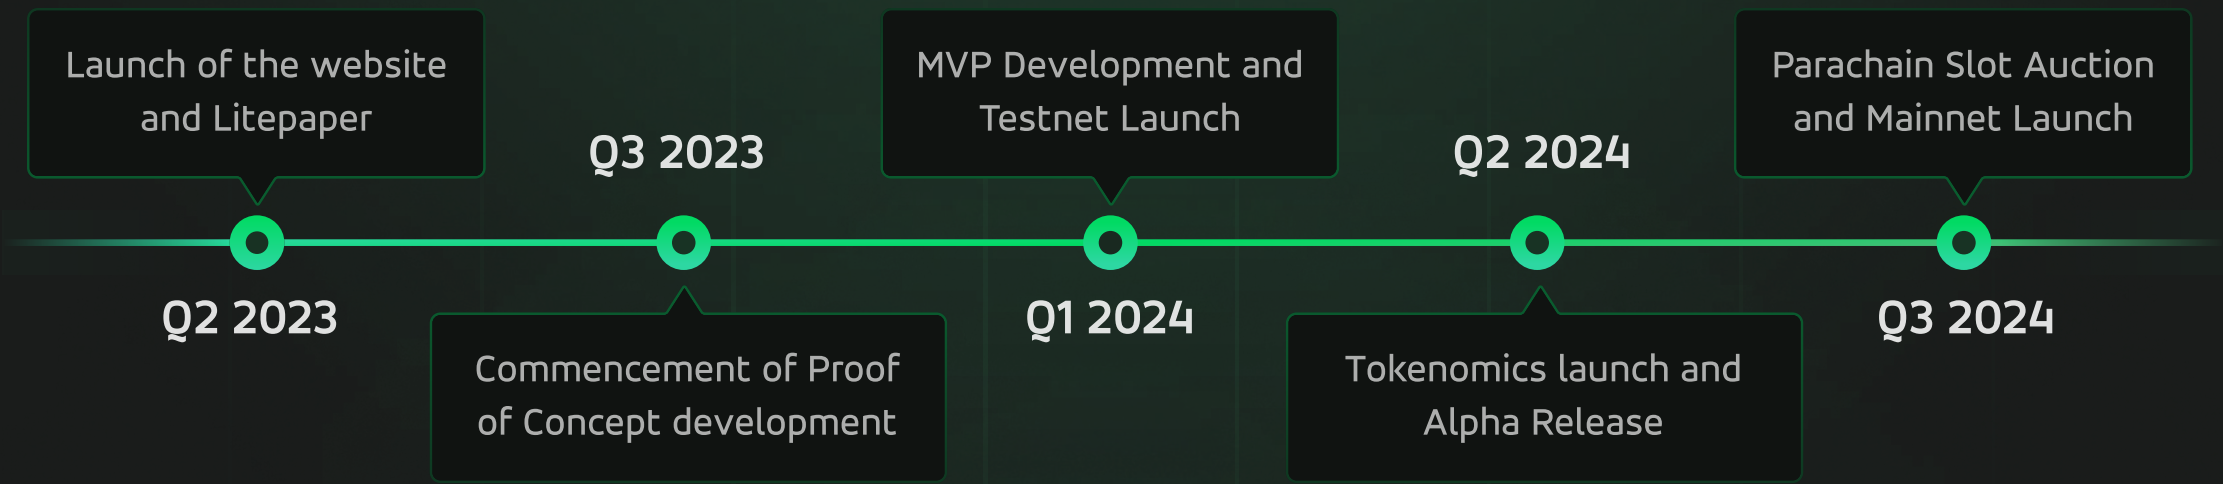 Launch of the website
and Litepaper
Q2 2023
Q3 2023
Commencement of Proof
of Concept development
MVP Development and
Testnet Launch
Q1 2024
Q2 2024
Tokenomics launch and
Alpha Release
Parachain Slot Auction
and Mainnet Launch
Q3 2024